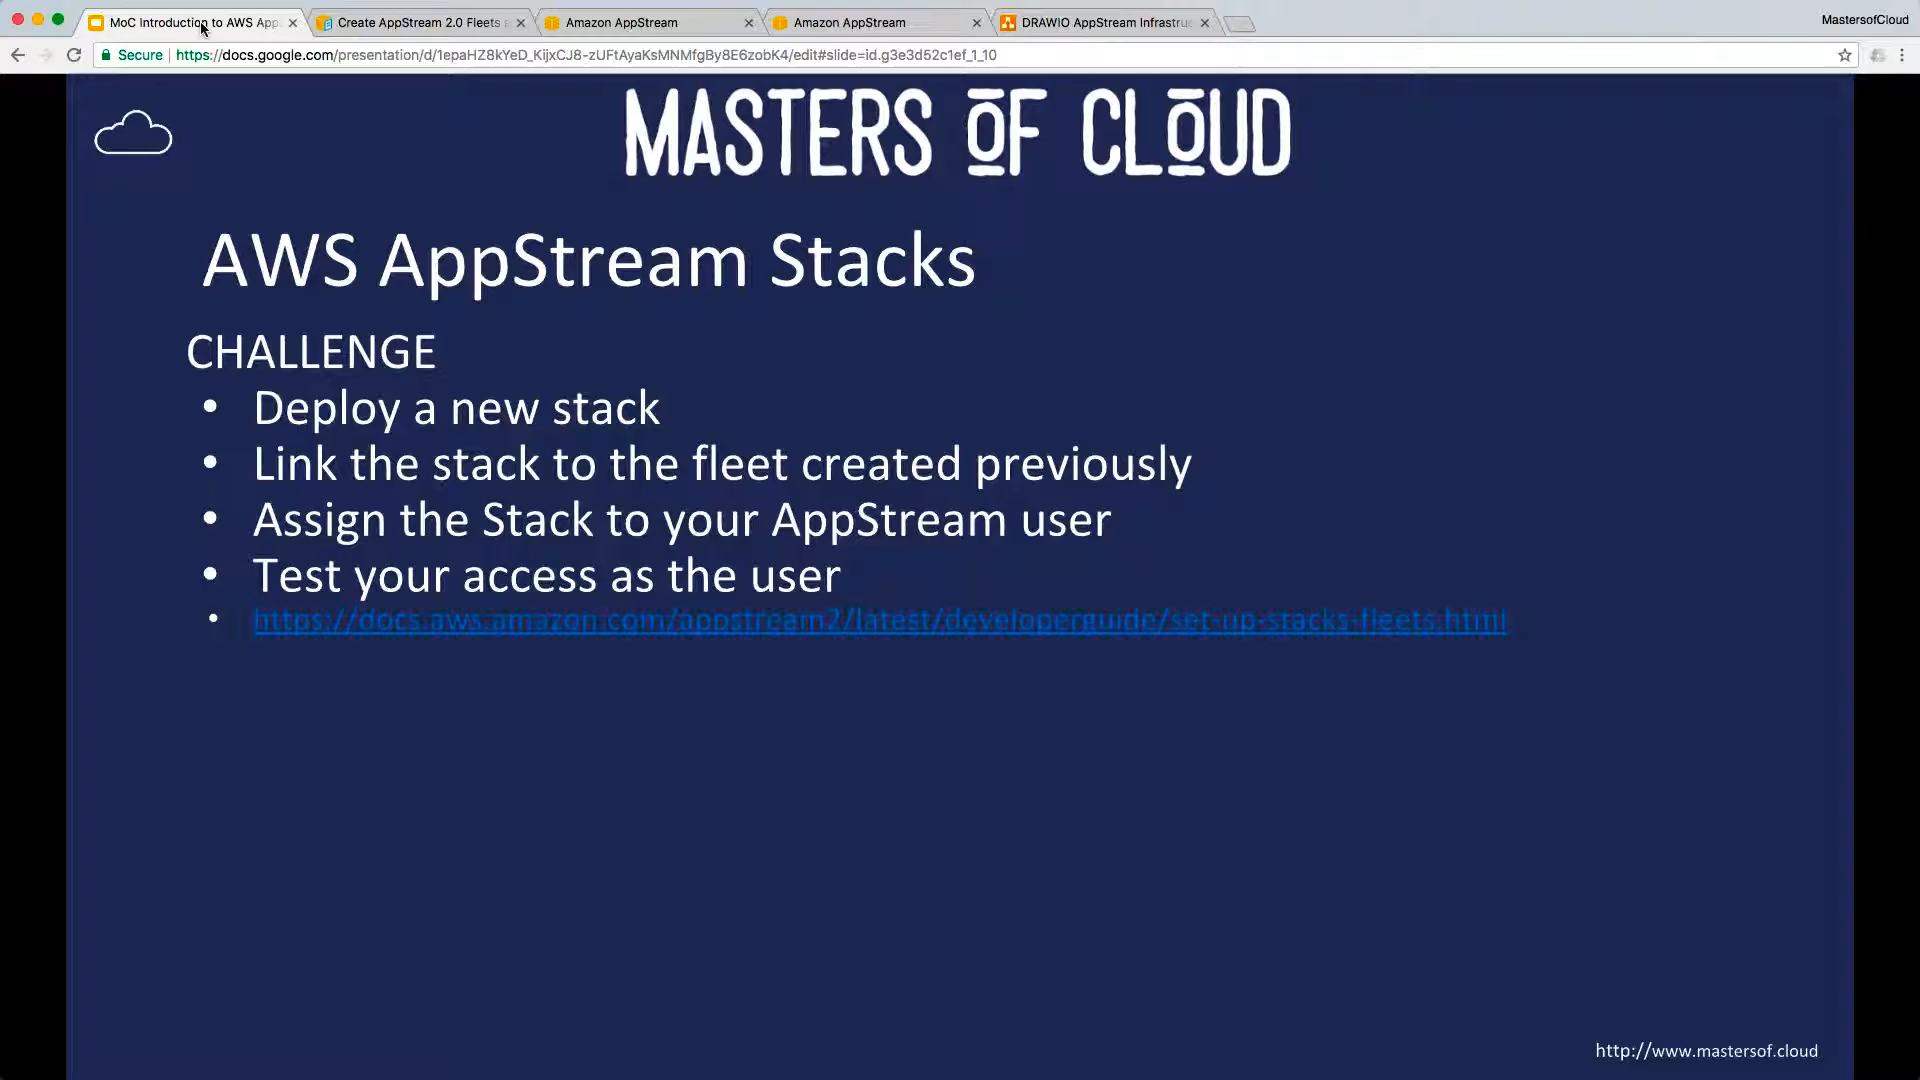 MoC Introduction to AWS App
Create AppStream 2.0 Fleets a
Amazon AppStream
Amazon AppStream
DRAWIO AppStream Infrastru
MastersofCloud
Secure
https://docs.google.com/presentation/d/1epaHZ8kYeD_KijxCJ8-zUFtAyaKsMNMfgBy8E6zobK4/edit#slide=id.g3e3d52c1ef_1_10
MASTERS OF CLOUD
AWS AppStream Stacks
CHALLENGE
• Deploy a new stack
• Link the stack to the fleet created previously
• Assign the Stack to your AppStream user
• Test your access as the user
• https://docs.aws.amazon.com/appstream2/latest/developerguide/set-up-stacks-fleets.html
http://www.mastersof.cloud